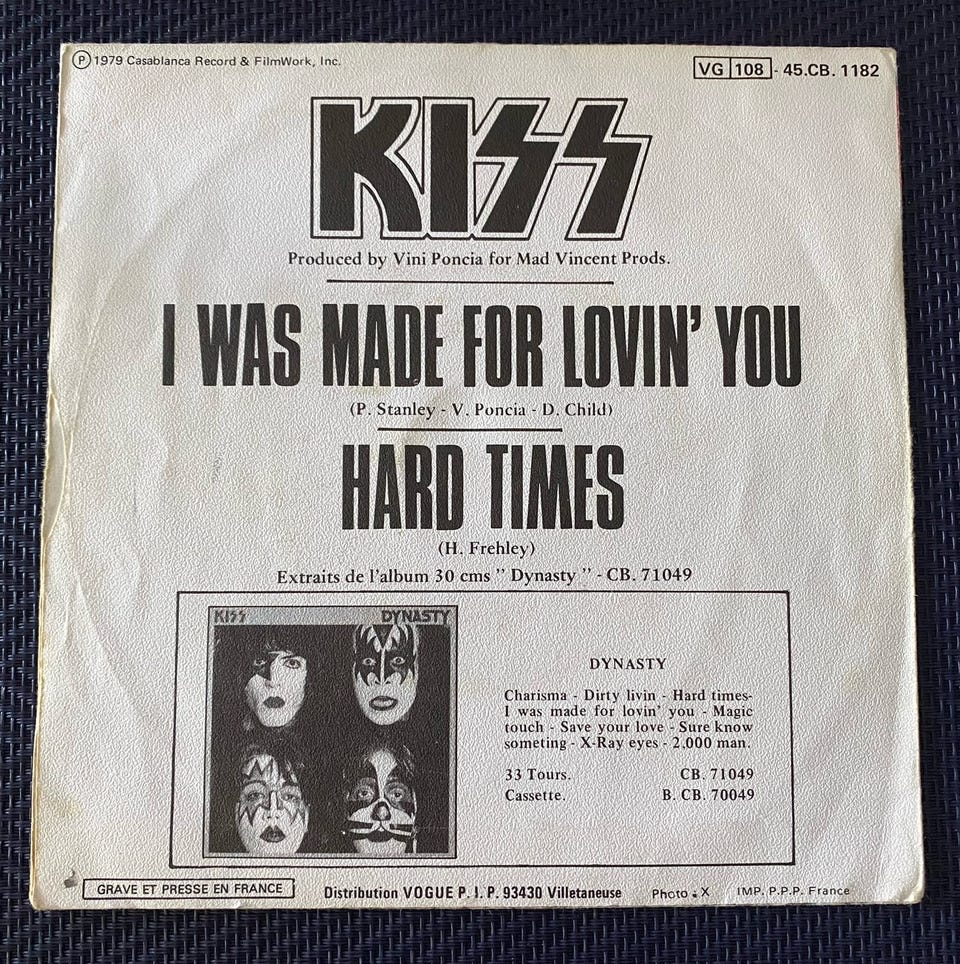 Ⓟ 1979 Casablanca Record & FilmWork, Inc.
VG 108 - 45.CB. 1182
KISS
Produced by Vini Poncia for Mad Vincent Prods.
I WAS MADE FOR LOVIN' YOU
(P. Stanley - V. Poncia - D. Child)
HARD TIMES
(H. Frehley)
Extraits de l'album 30 cms " Dynasty " - CB. 71049
KISS DYNASTY
DYNASTY
Charisma - Dirty livin - Hard times-
I was made for lovin' you - Magic
touch - Save your love - Sure know
someting - X-Ray eyes - 2,000 man.
33 Tours. CB. 71049
Cassette. B. CB. 70049
GRAVE ET PRESSE EN FRANCE
Distribution VOGUE P. I. P. 93430 Villetaneuse
Photo : X
IMP. P.P.P. France